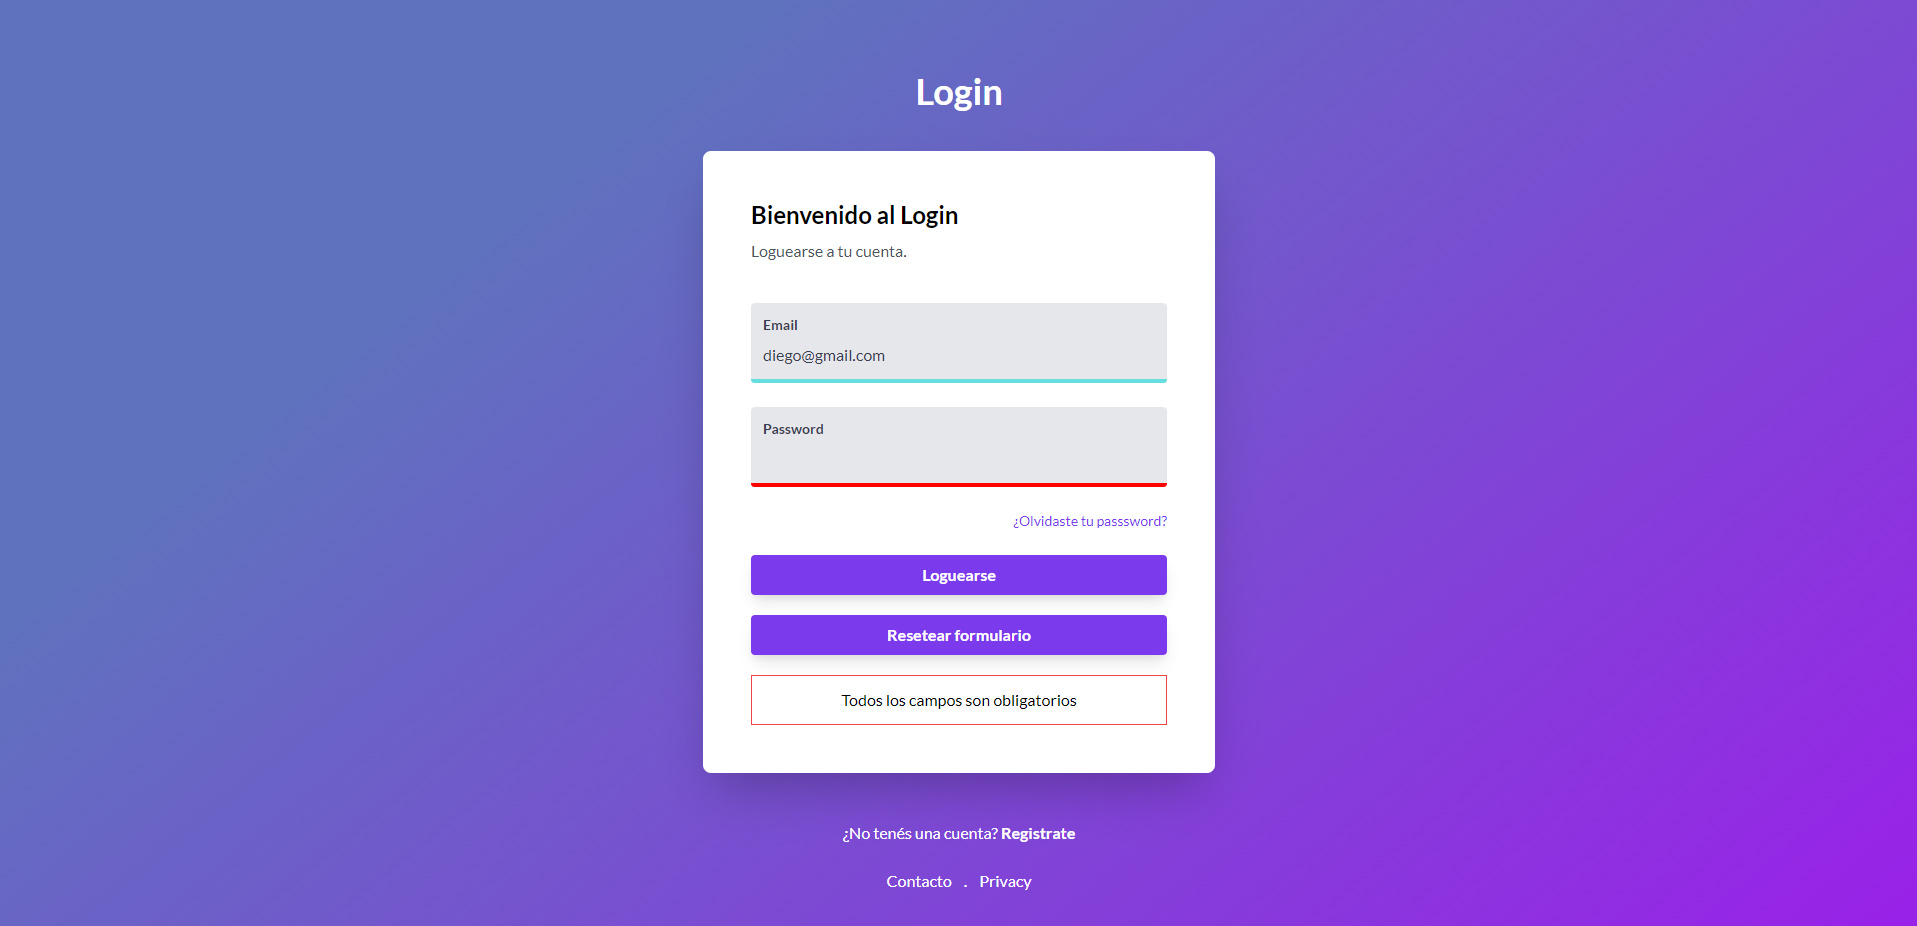 Login
Bienvenido al Login
Loguearse a tu cuenta.
Email
diego@gmail.com
Password
¿Olvidaste tu passsword?
Loguearse
Resetear formulario
Todos los campos son obligatorios
¿No tenés una cuenta? Registrate
Contacto . Privacy